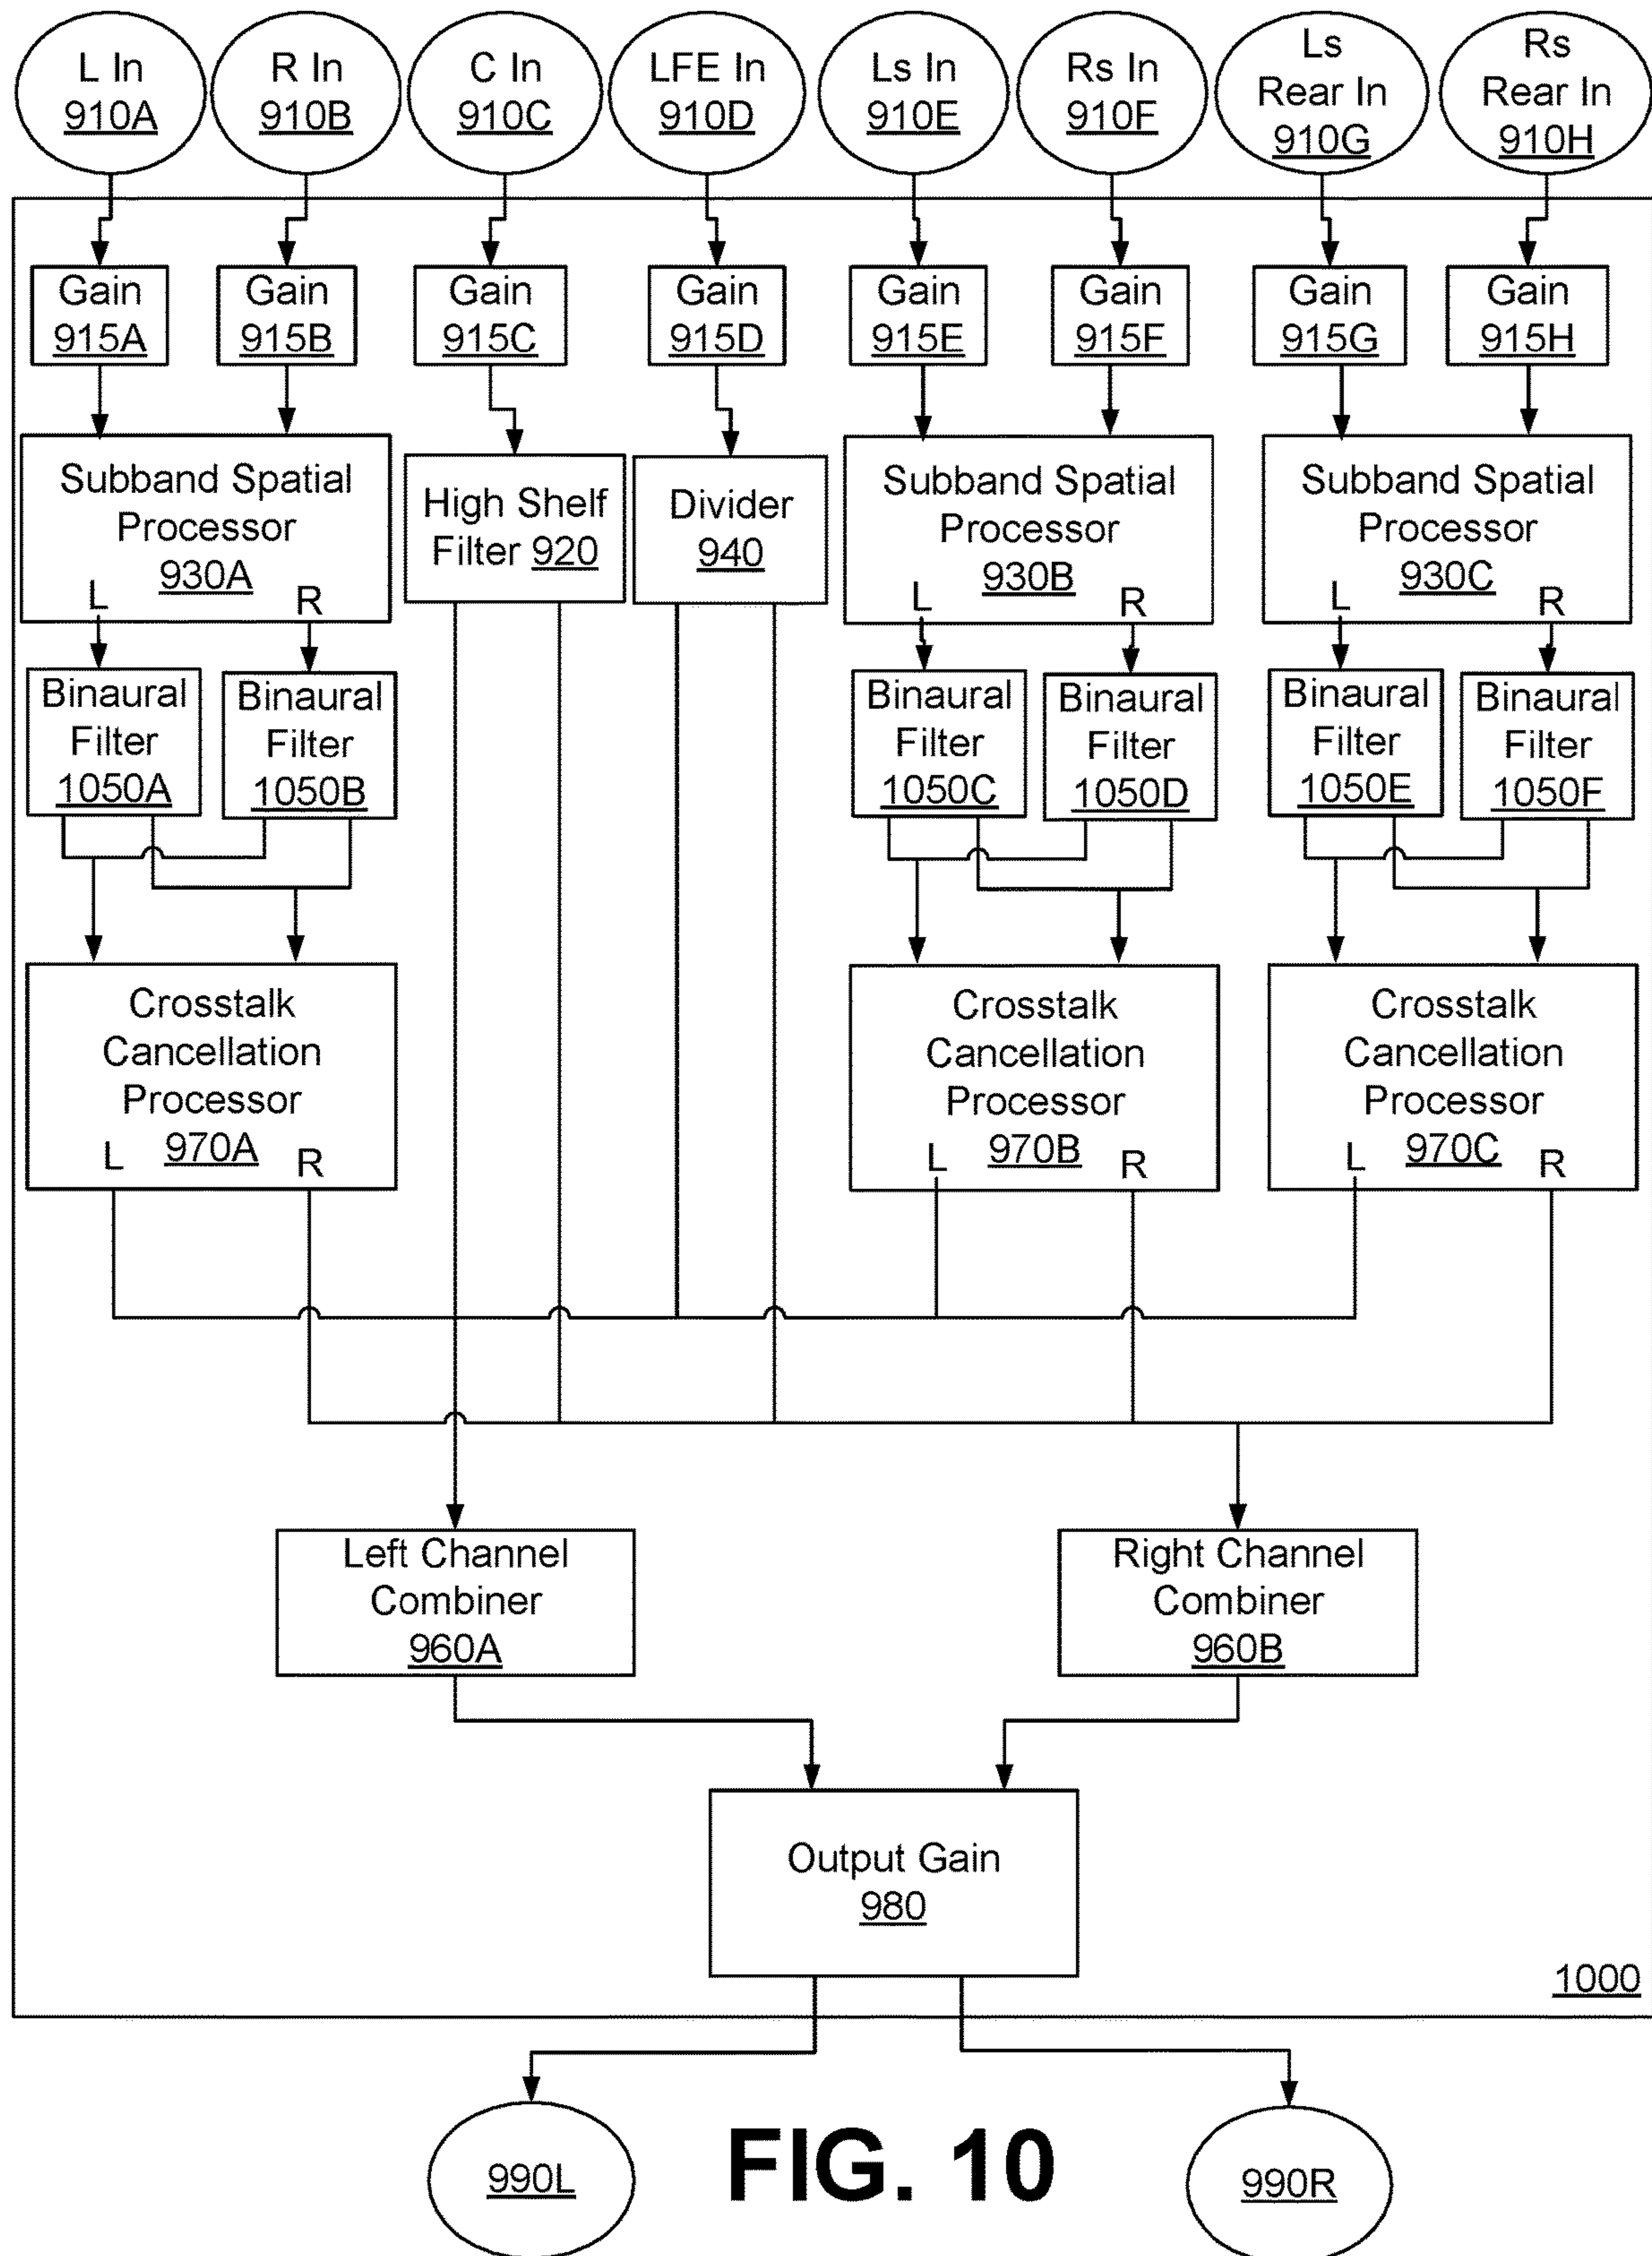 L In
910A
R In
910B
C In
910C
LFE In
910D
Ls In
910E
Rs In
910F
Ls
Rear In
910G
Rs
Rear In
910H
Gain
915A
Gain
915B
Gain
915C
Gain
915D
Gain
915E
Gain
915F
Gain
915G
Gain
915H
Subband Spatial
Processor
930A
L
R
High Shelf
Filter 920
Divider
940
Subband Spatial
Processor
930B
L
R
Subband Spatial
Processor
930C
L
R
Binaural
Filter
1050A
Binaural
Filter
1050B
Binaural
Filter
1050C
Binaural
Filter
1050D
Binaural
Filter
1050E
Binaural
Filter
1050F
Crosstalk
Cancellation
Processor
970A
L
R
Crosstalk
Cancellation
Processor
970B
L
R
Crosstalk
Cancellation
Processor
970C
L
R
Left Channel
Combiner
960A
Right Channel
Combiner
960B
Output Gain
980
1000
990L
FIG. 10
990R